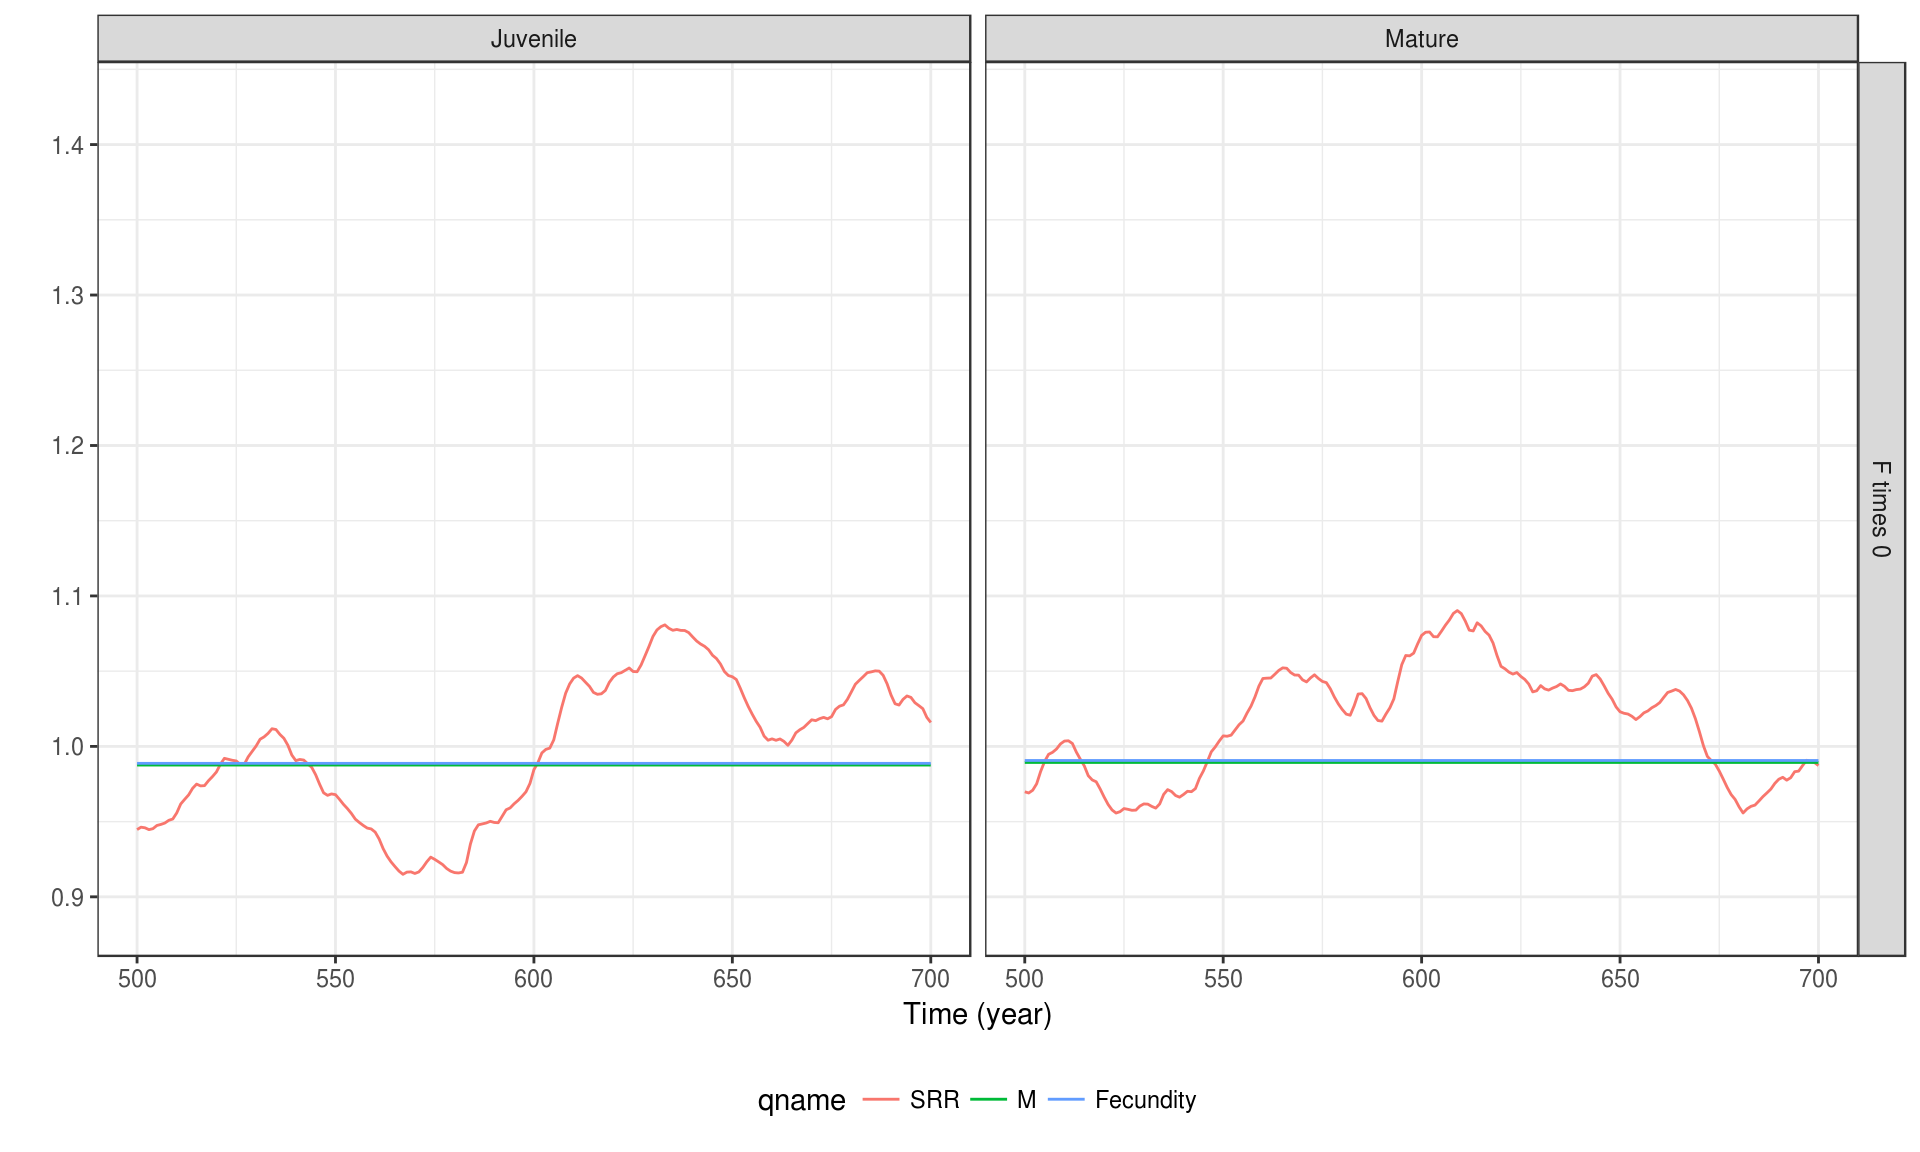 Juvenile
Mature
1.4
1.3
1.2
1.1
1.0
0.9
F times 0
500 550 600 650 700 500 550 600 650 700
Time (year)
qname SRR M Fecundity